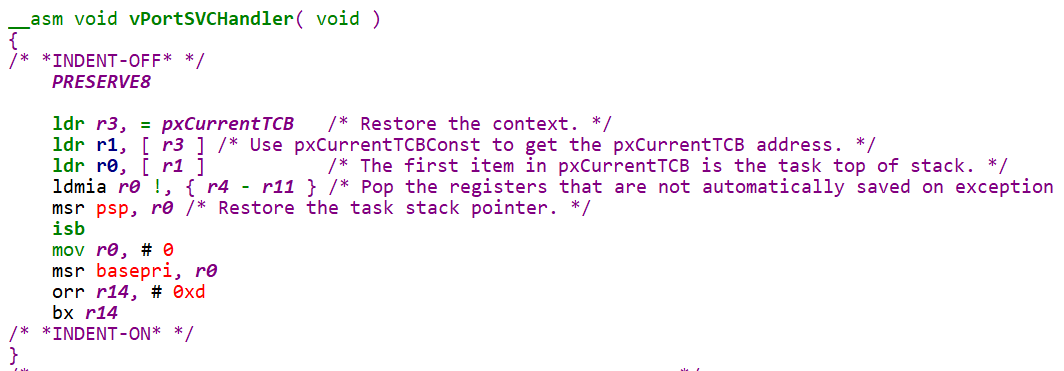 __asm void vPortSVCHandler( void )
{
/* *INDENT-OFF* */
    PRESERVE8

    ldr r3, = pxCurrentTCB   /* Restore the context. */
    ldr r1, [ r3 ] /* Use pxCurrentTCBConst to get the pxCurrentTCB address. */
    ldr r0, [ r1 ]           /* The first item in pxCurrentTCB is the task top of stack. */
    ldmia r0 !, { r4 - r11 } /* Pop the registers that are not automatically saved on exception
    msr psp, r0 /* Restore the task stack pointer. */
    isb
    mov r0, # 0
    msr basepri, r0
    orr r14, # 0xd
    bx r14
/* *INDENT-ON* */
}